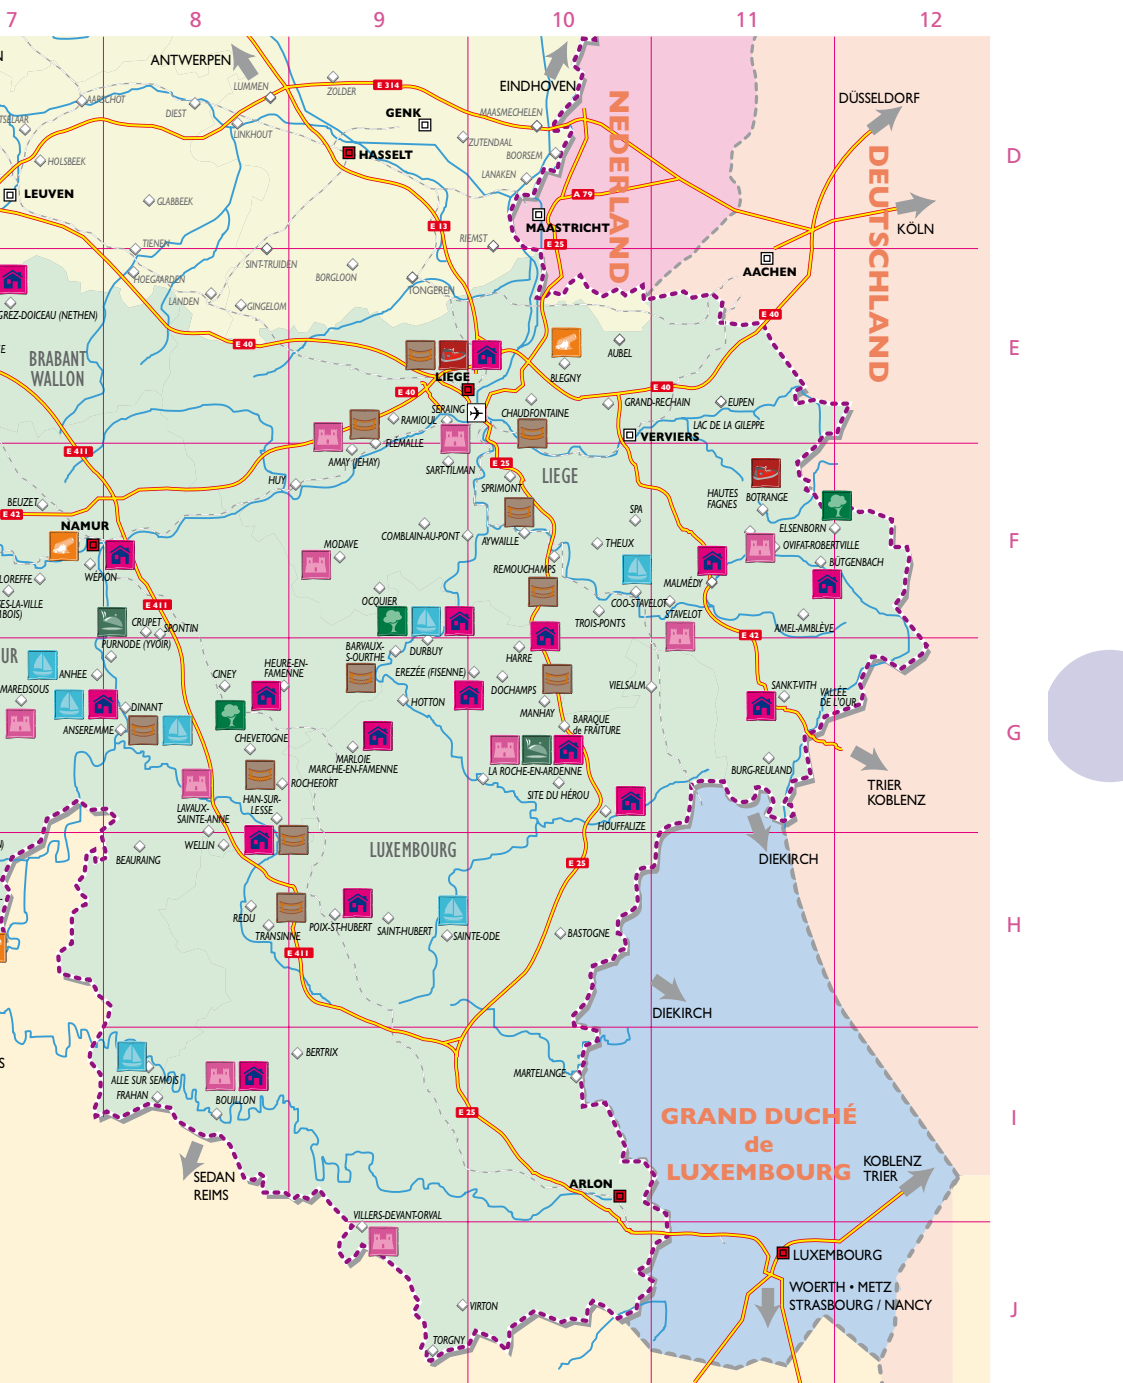 7 8 9 10 11 12
ANTWERPEN
EINDHOVEN
LUMMEN
ZOLDER
E 314
DÜSSELDORF
AARSCHOT
DIEST
GENK
MAASMECHELEN
LINKHOUT
ZUTENDAAL
HASSELT
BOORSEM
NEDERLAND
D
HOLSBEEK
LANAKEN
DEUTSCHLAND
LEUVEN
GLABBEEK
A 79
E 13
MAASTRICHT
KÖLN
TIENEN
RIEMST
E 25
SINT-TRUIDEN
BORGLOON
HOEGAARDEN
TONGEREN
AACHEN
LANDEN
GINGELOM
GREZ-DOICEAU (NETHEN)
E 40
E 40
AUBEL
E
BRABANT
WALLON
BLEGNY
LIEGE
E 40
E 40
SERAING
CHAUDFONTAINE
GRAND-RECHAIN
EUPEN
RAMIOUL
LAC DE LA GILEPPE
FLÉMALLE
VERVIERS
E 411
AMAY (JEHAY)
SART-TILMAN
E 25
LIEGE
HUY
SPRIMONT
HAUTES
FAGNES
BOTRANGE
BEUZET
E 42
SPA
NAMUR
COMBLAIN-AU-PONT
AYWAILLE
ELSENBORN
F
MODAVE
THEUX
OVIFAT-ROBERTVILLE
REMOUCHAMPS
BÜTGENBACH
WÉPION
LOREFFE
MALMÉDY
OCQUIER
COO-STAVELOT
STAVELOT
E 411
CRUPET
SPONTIN
TROIS-PONTS
AMEL-AMBLÈVE
PURNODE (YVOIR)
E 42
BARVAUX-
S-OURTHE
DURBUY
HARRE
HEURE-EN-
FAMENNE
ANHEE
CINEY
EREZÉE (FISENNE)
DOCHAMPS
VIELSALM
SANKT-VITH
MAREDSOUS
HOTTON
VALLÉE
DE L'OUR
DINANT
MANHAY
BARAQUE
de FRAITURE
ANSEREMME
CHEVETOGNE
G
MARLOIE
MARCHE-EN-FAMENNE
LA ROCHE-EN-ARDENNE
BURG-REULAND
ROCHEFORT
TRIER
KOBLENZ
HAN-SUR-
LESSE
SITE DU HÉROU
LAVAUX-
SAINTE-ANNE
HOUFFALIZE
WELLIN
BEAURAING
LUXEMBOURG
E 25
DIEKIRCH
REDU
POIX-ST-HUBERT
SAINT-HUBERT
SAINTE-ODE
BASTOGNE
H
TRANSINNE
E 411
DIEKIRCH
BERTRIX
MARTELANGE
ALLE SUR SEMOIS
FRAHAN
BOUILLON
E 25
GRAND DUCHÉ
de
LUXEMBOURG
I
KOBLENZ
TRIER
SEDAN
REIMS
ARLON
VILLERS-DEVANT-ORVAL
LUXEMBOURG
WOERTH • METZ
STRASBOURG / NANCY
VIRTON
J
TORGNY